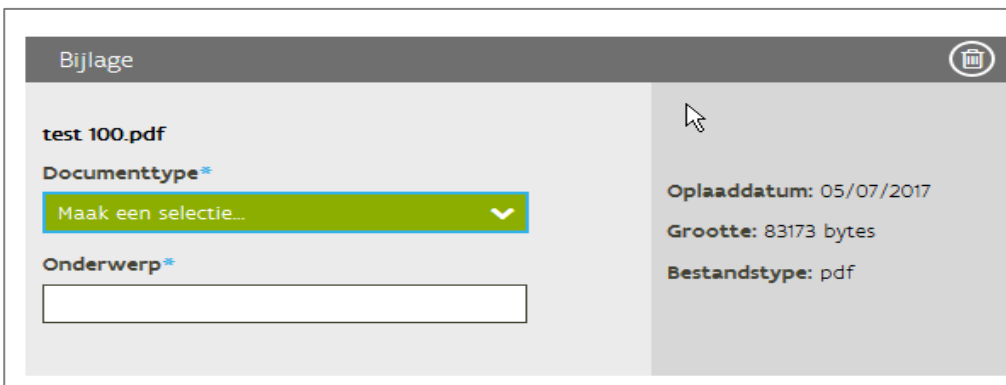 Bijlage
test 100.pdf
Documenttype*
Maak een selectie...
Onderwerp*
Oplaaddatum: 05/07/2017
Grootte: 83173 bytes
Bestandstype: pdf